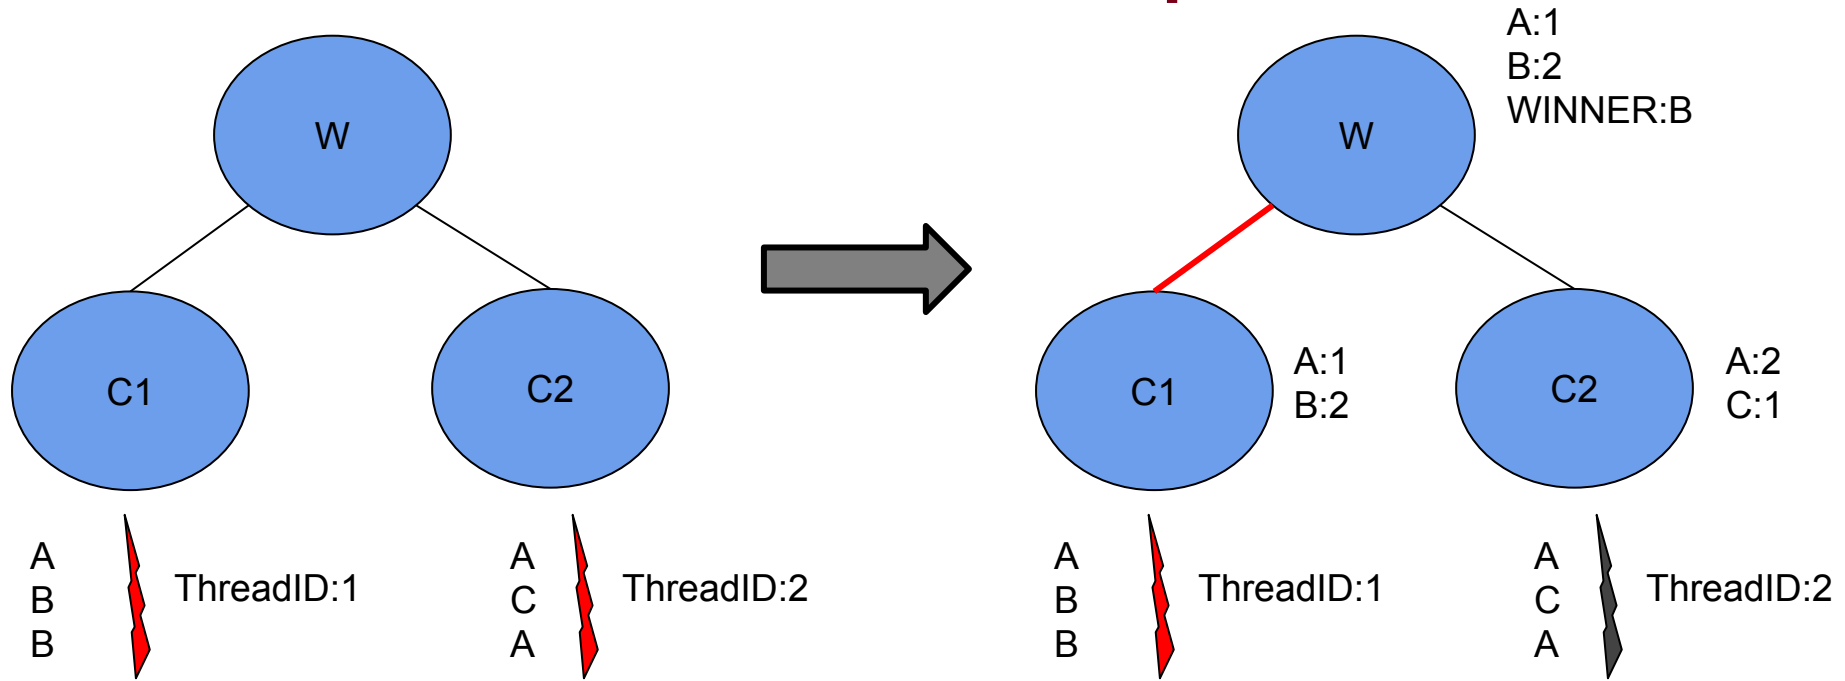 W
C1
C2
A
B
B
ThreadID:1
A
C
A
ThreadID:2
A:1
B:2
WINNER:B
W
C1
A:1
B:2
C2
A:2
C:1
A
B
B
ThreadID:1
A
C
A
ThreadID:2